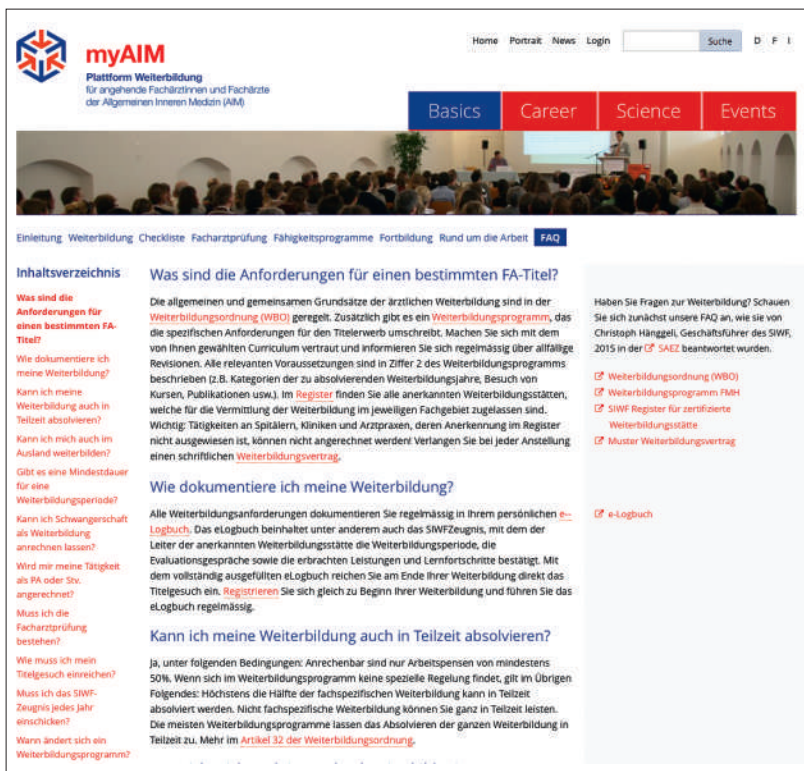 Home Portrait News Login Suche D F I
myAIM
Plattform Weiterbildung
für angehende Fachärztinnen und Fachärzte
der Allgemeinen Inneren Medizin (AIM)
Basics Career Science Events
Einleitung Weiterbildung Checkliste Facharztprüfung Fähigkeitsprogramme Fortbildung Rund um die Arbeit FAQ
Inhaltsverzeichnis
Was sind die
Anforderungen für
einen bestimmten FA-
Titel?
Wie dokumentiere ich
meine Weiterbildung?
Kann ich meine
Weiterbildung auch in
Teilzeit absolvieren?
Kann ich mich auch im
Ausland weiterbilden?
Gibt es eine Mindestdauer
für eine
Weiterbildungsperiode?
Kann ich Schwangerschaft
als Weiterbildung
anrechnen lassen?
Wird mir meine Tätigkeit
als PA oder Stv.
angerechnet?
Muss ich die
Facharztprüfung
bestehen?
Wie muss ich mein
Titelgesuch einreichen?
Muss ich das SIWF-
Zeugnis jedes Jahr
einschicken?
Wann ändert sich ein
Weiterbildungsprogramm?
Was sind die Anforderungen für einen bestimmten FA-Titel?
Die allgemeinen und gemeinsamen Grundsätze der ärztlichen Weiterbildung sind in der
Weiterbildungsordnung (WBO) geregelt. Zusätzlich gibt es ein Weiterbildungsprogramm, das
die spezifischen Anforderungen für den Titelerwerb umschreibt. Machen Sie sich mit dem
von Ihnen gewählten Curriculum vertraut und informieren Sie sich regelmässig über allfällige
Revisionen. Alle relevanten Voraussetzungen sind in Ziffer 2 des Weiterbildungsprogramms
beschrieben (z.B. Kategorien der zu absolvierenden Weiterbildungsjahre, Besuch von
Kursen, Publikationen usw.). Im Register finden Sie alle anerkannten Weiterbildungsstätten,
welche für die Vermittlung der Weiterbildung im jeweiligen Fachgebiet zugelassen sind.
Wichtig: Tätigkeiten an Spitälern, Kliniken und Arztpraxen, deren Anerkennung im Register
nicht ausgewiesen ist, können nicht angerechnet werden! Verlangen Sie bei jeder Anstellung
einen schriftlichen Weiterbildungsvertrag.
Wie dokumentiere ich meine Weiterbildung?
Alle Weiterbildungsanforderungen dokumentieren Sie regelmässig in Ihrem persönlichen e-­
Logbuch. Das eLogbuch beinhaltet unter anderem auch das SIWFZeugnis, mit dem der
Leiter der anerkannten Weiterbildungsstätte die Weiterbildungsperiode, die
Evaluationsgespräche sowie die erbrachten Leistungen und Lernfortschritte bestätigt. Mit
dem vollständig ausgefüllten eLogbuch reichen Sie am Ende Ihrer Weiterbildung direkt das
Titelgesuch ein. Registrieren Sie sich gleich zu Beginn Ihrer Weiterbildung und führen Sie das
eLogbuch regelmässig.
Kann ich meine Weiterbildung auch in Teilzeit absolvieren?
Ja, unter folgenden Bedingungen: Anrechenbar sind nur Arbeitspensen von mindestens
50%. Wenn sich im Weiterbildungsprogramm keine spezielle Regelung findet, gilt im Übrigen
Folgendes: Höchstens die Hälfte der fachspezifischen Weiterbildung kann in Teilzeit
absolviert werden. Nicht fachspezifische Weiterbildung können Sie ganz in Teilzeit leisten.
Die meisten Weiterbildungsprogramme lassen das Absolvieren der ganzen Weiterbildung in
Teilzeit zu. Mehr im Artikel 32 der Weiterbildungsordnung.
Haben Sie Fragen zur Weiterbildung? Schauen
Sie sich zunächst unsere FAQ an, wie sie von
Christoph Hänggeli, Geschäftsführer des SIWF,
2015 in der SAEZ beantwortet wurden.
Weiterbildungsordnung (WBO)
Weiterbildungsprogramm FMH
SIWF Register für zertifizierte
Weiterbildungsstätte
Muster Weiterbildungsvertrag
e-Logbuch